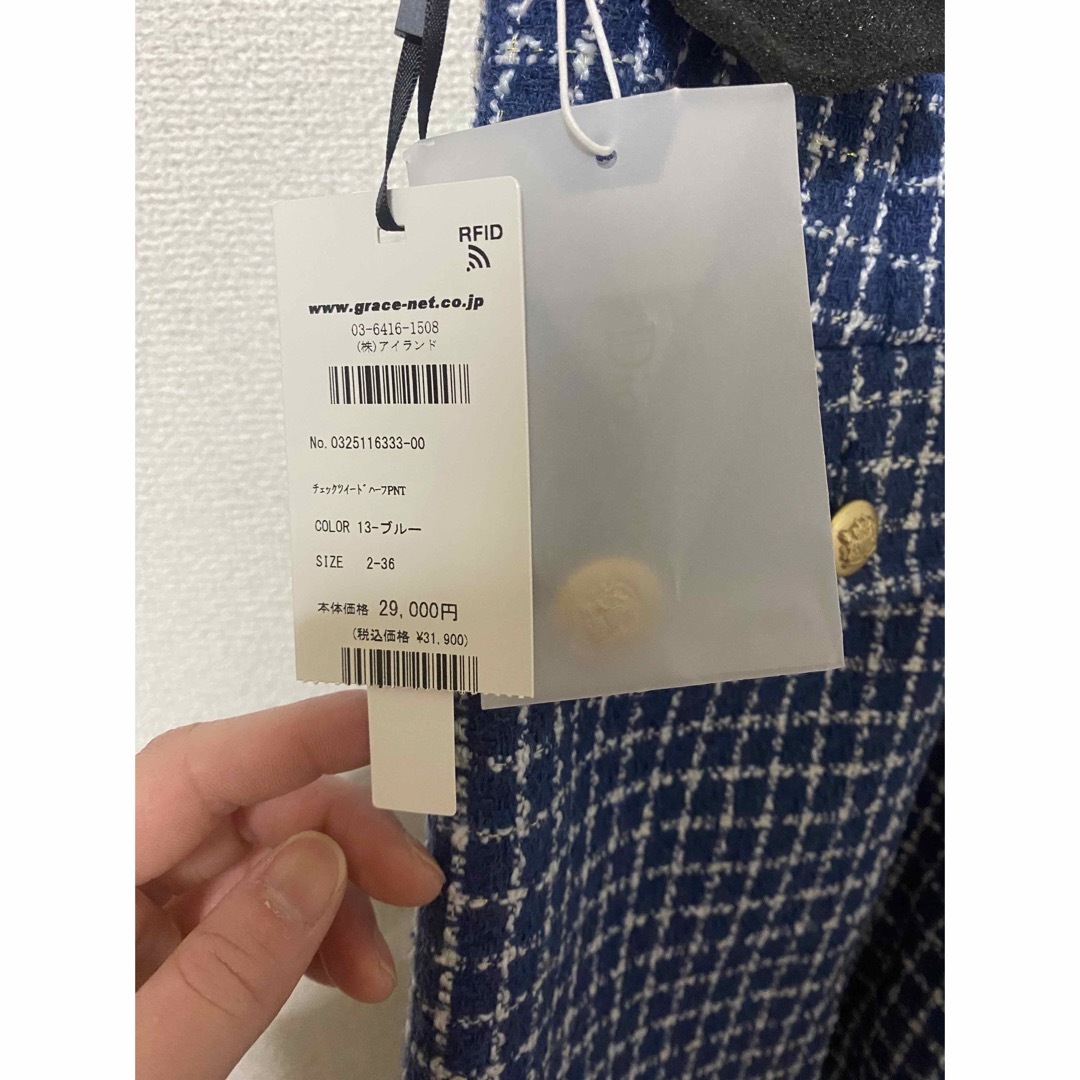 RFID
www.grace-net.co.jp
03-6416-1508
(株)アイランド
No. 0325116333-00
ﾁｪｯｸﾂｲｰﾄﾞﾊｰﾌPNT
COLOR 13-ブルー
SIZE 2-36
本体価格 29,000円
(税込価格 ¥31,900)